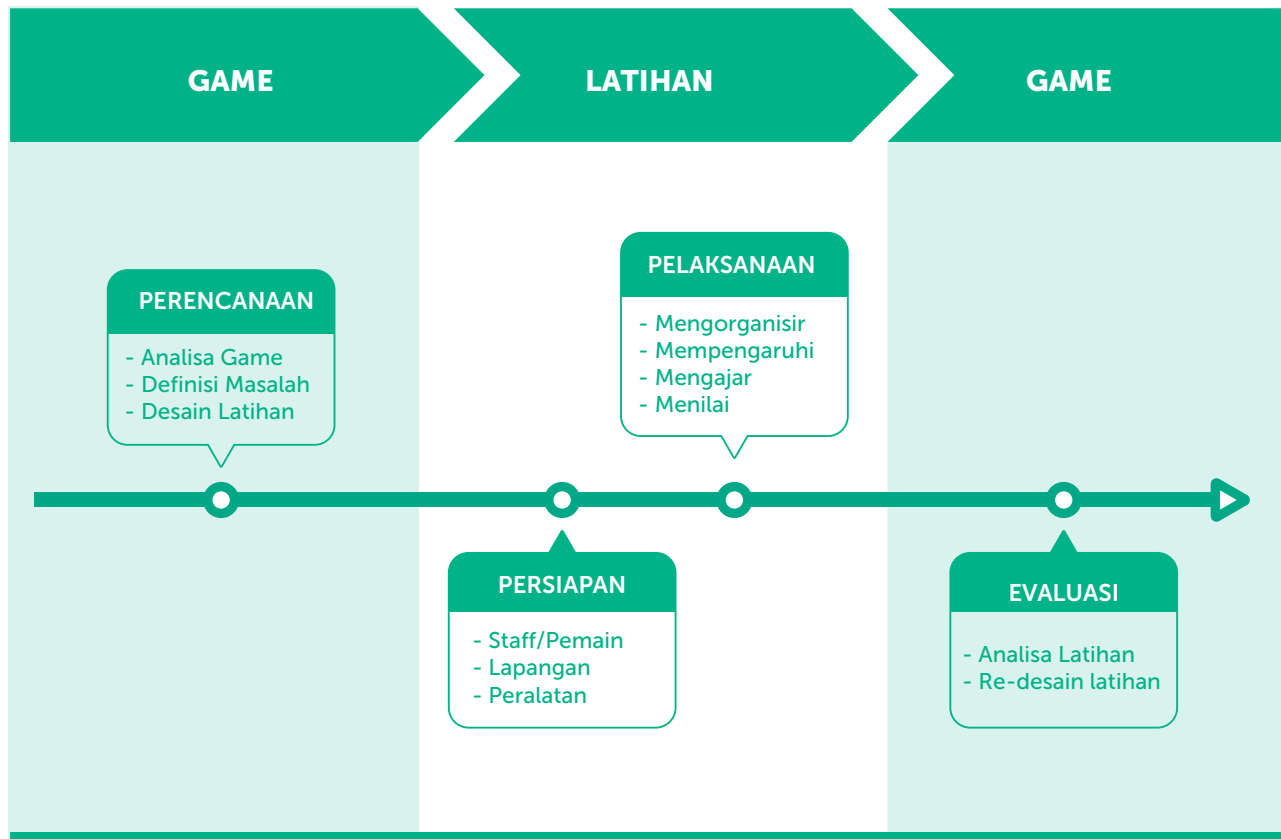 GAME
LATIHAN
GAME
PERENCANAAN
- Analisa Game
- Definisi Masalah
- Desain Latihan
PERSIAPAN
- Staff/Pemain
- Lapangan
- Peralatan
PELAKSANAAN
- Mengorganisir
- Mempengaruhi
- Mengajar
- Menilai
EVALUASI
- Analisa Latihan
- Re-desain latihan